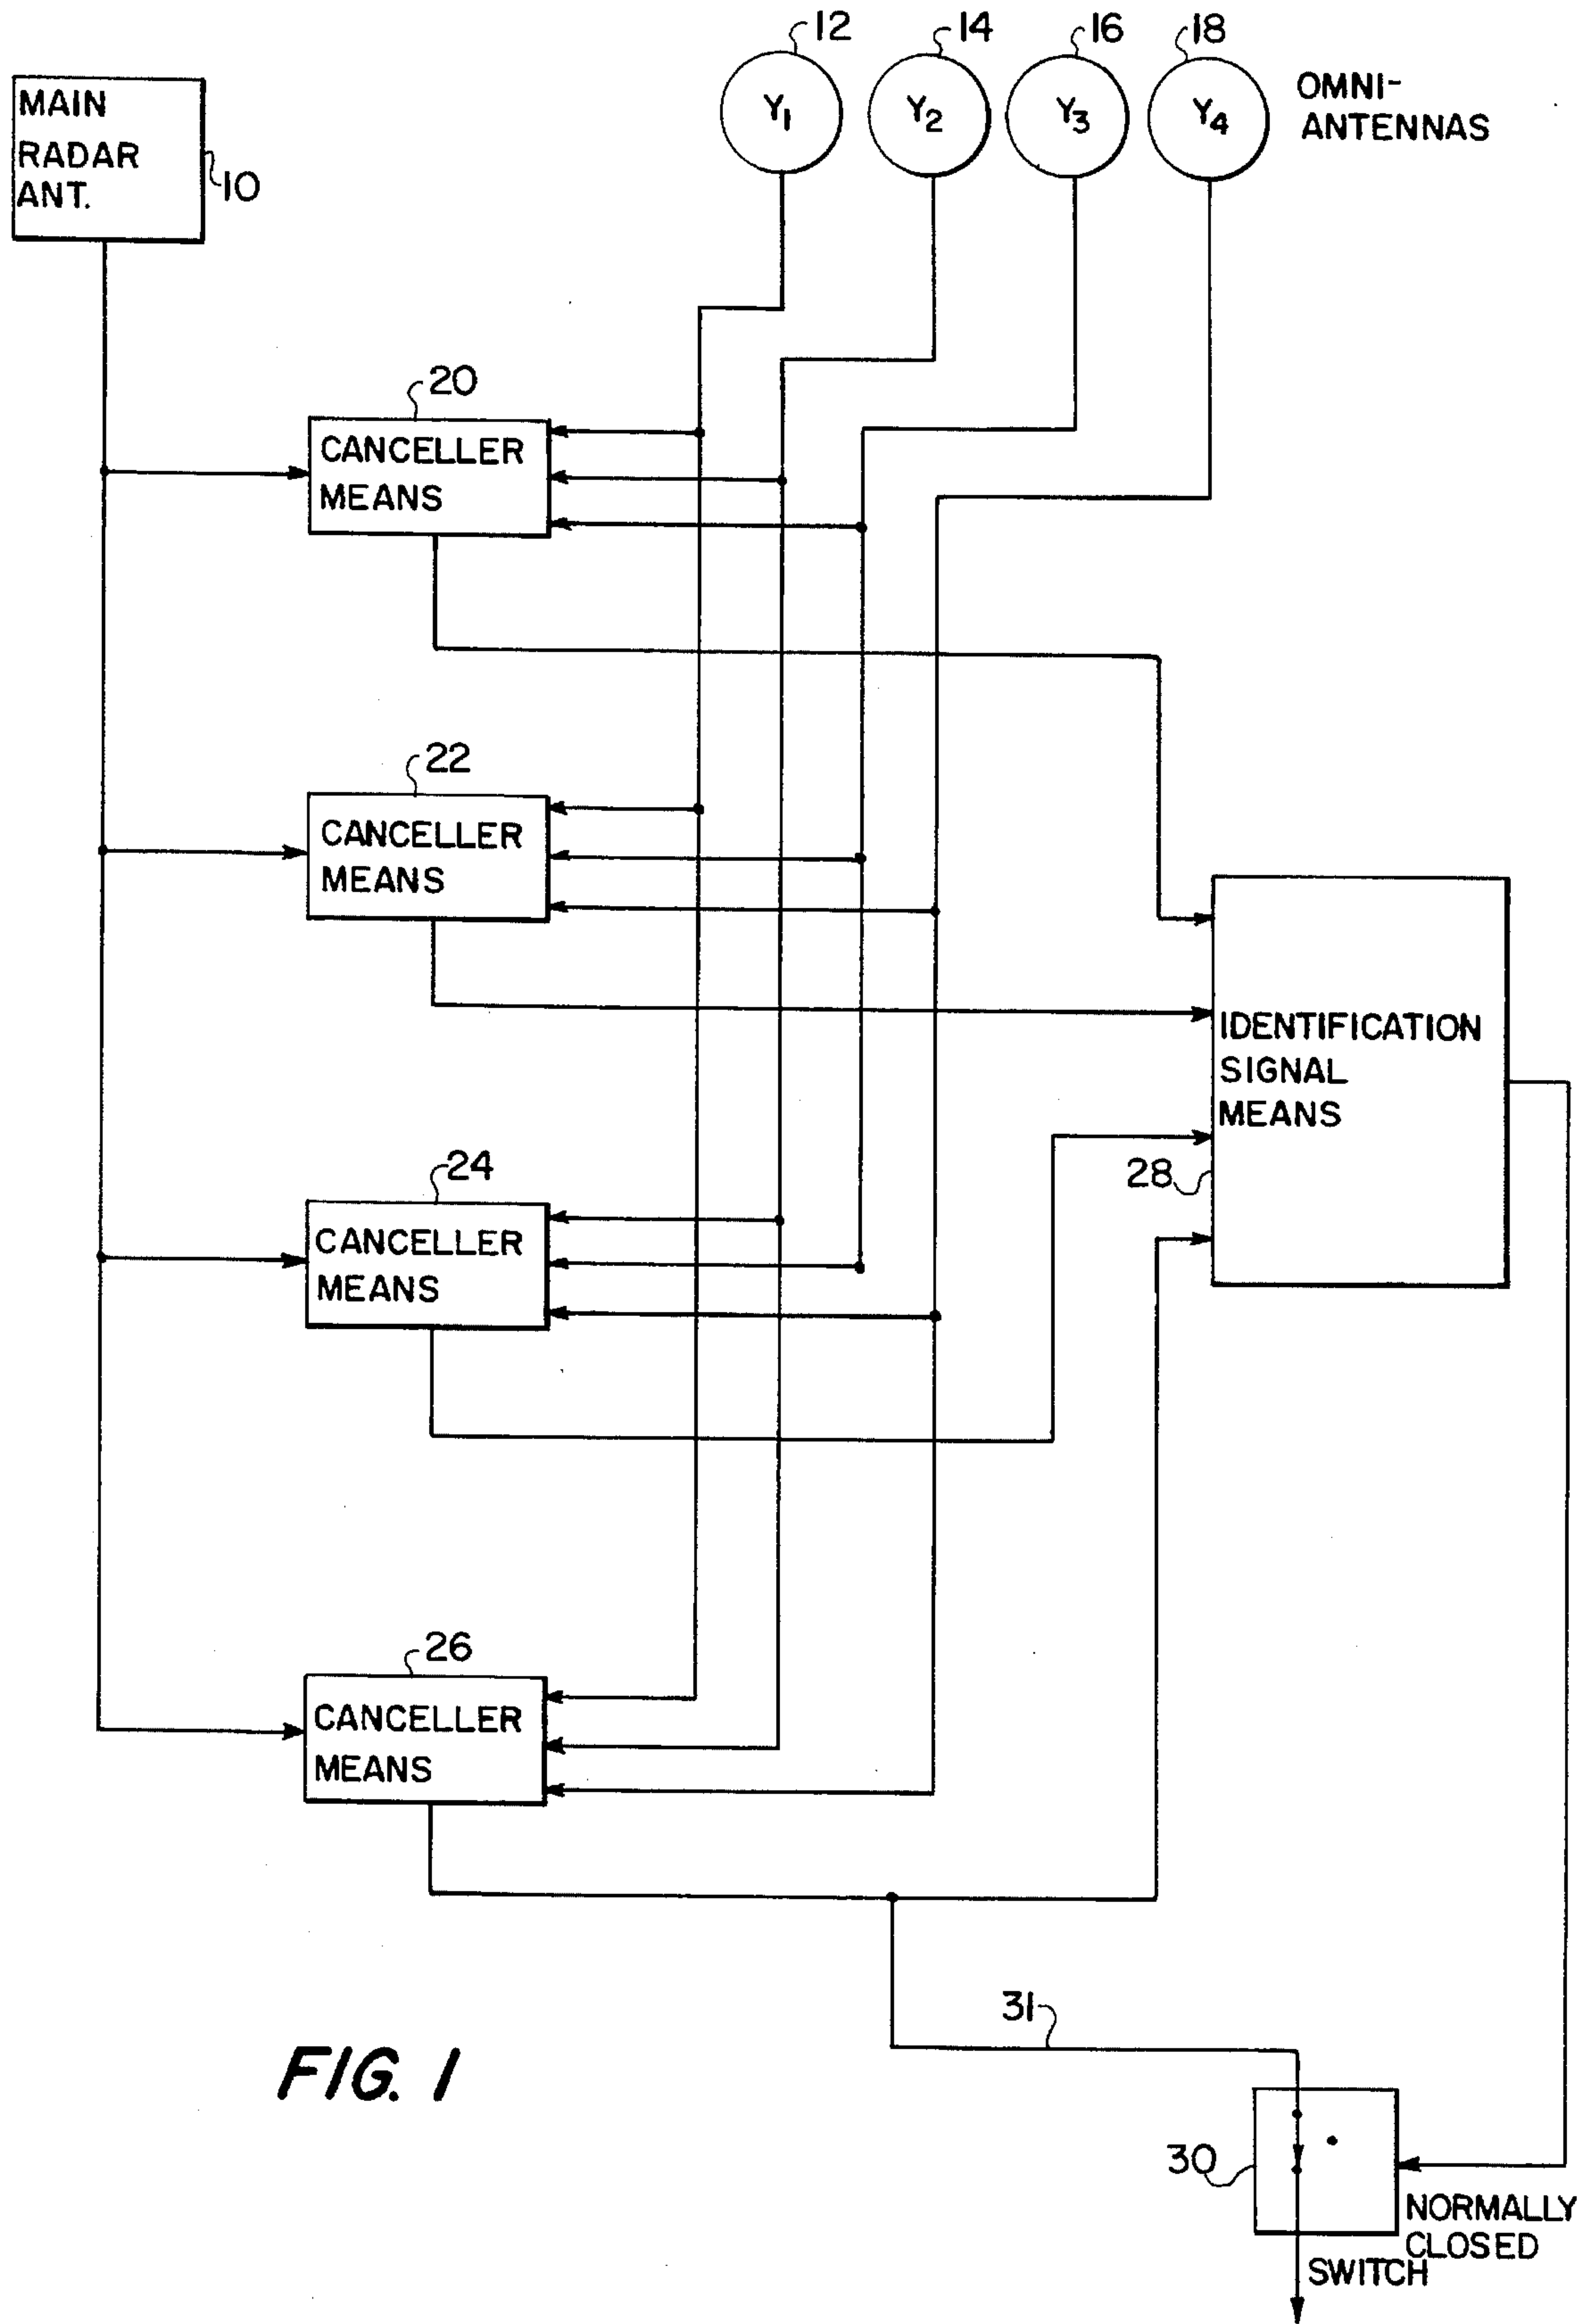 12
14
16
18
Y1
Y2
Y3
Y4
OMNI-
ANTENNAS
MAIN
RADAR
ANT.
10
20
CANCELLER
MEANS
22
CANCELLER
MEANS
IDENTIFICATION
SIGNAL
MEANS
28
24
CANCELLER
MEANS
26
CANCELLER
MEANS
31
FIG. 1
30
NORMALLY
CLOSED
SWITCH